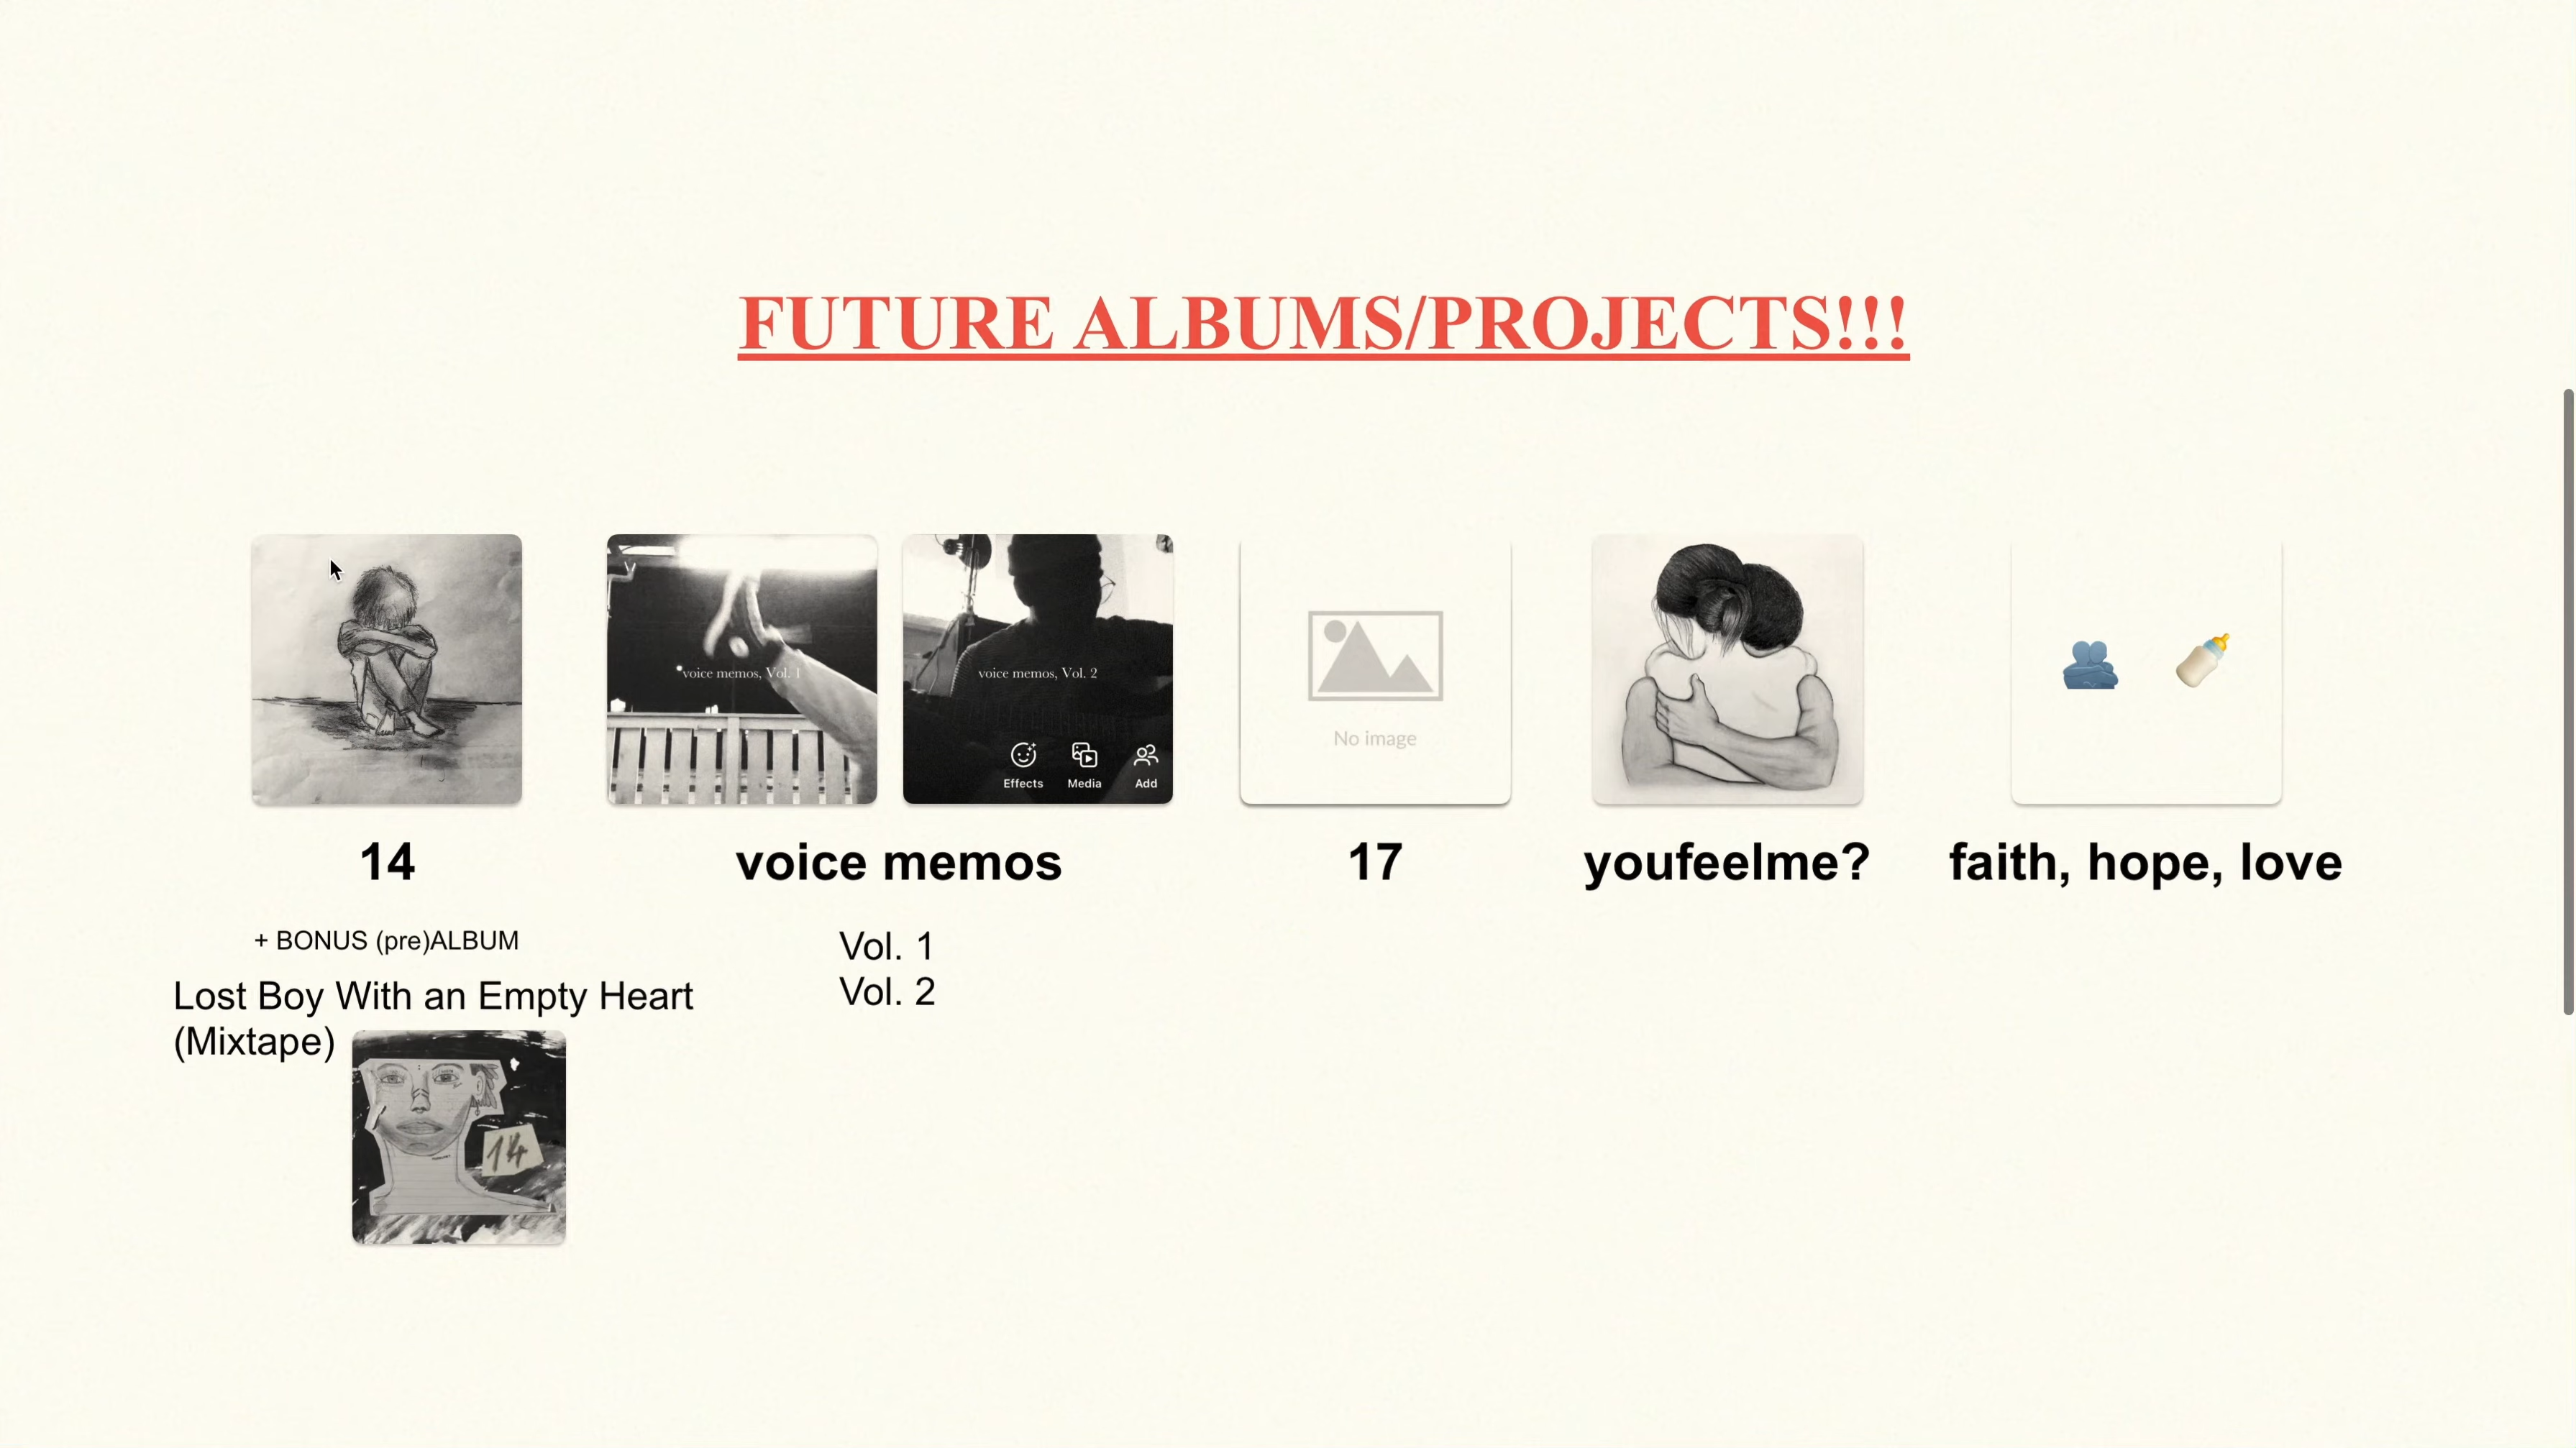 FUTURE ALBUMS/PROJECTS!!!
voice memos, Vol. 1
voice memos, Vol. 2
Effects Media Add
No image
14
voice memos
17
youfeelme?
faith, hope, love
+ BONUS (pre)ALBUM
Lost Boy With an Empty Heart
(Mixtape)
Vol. 1
Vol. 2
14